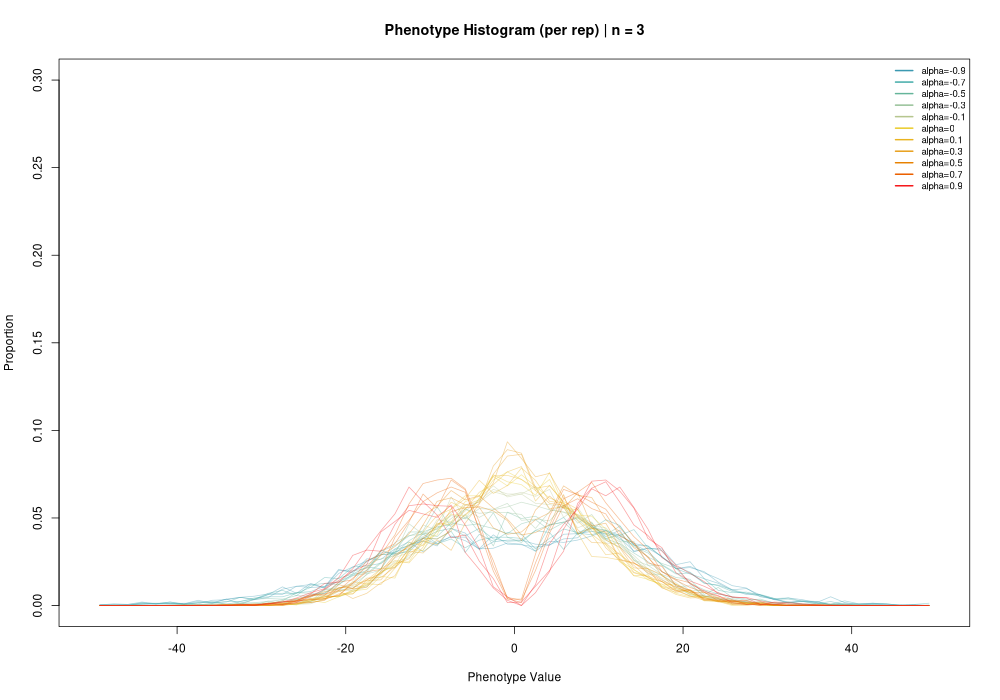 Phenotype Histogram (per rep) | n = 3
0.30
0.25
0.20
0.15
0.10
0.05
0.00
Proportion
alpha=-0.9
alpha=-0.7
alpha=-0.5
alpha=-0.3
alpha=-0.1
alpha=0
alpha=0.1
alpha=0.3
alpha=0.5
alpha=0.7
alpha=0.9
-40 -20 0 20 40
Phenotype Value